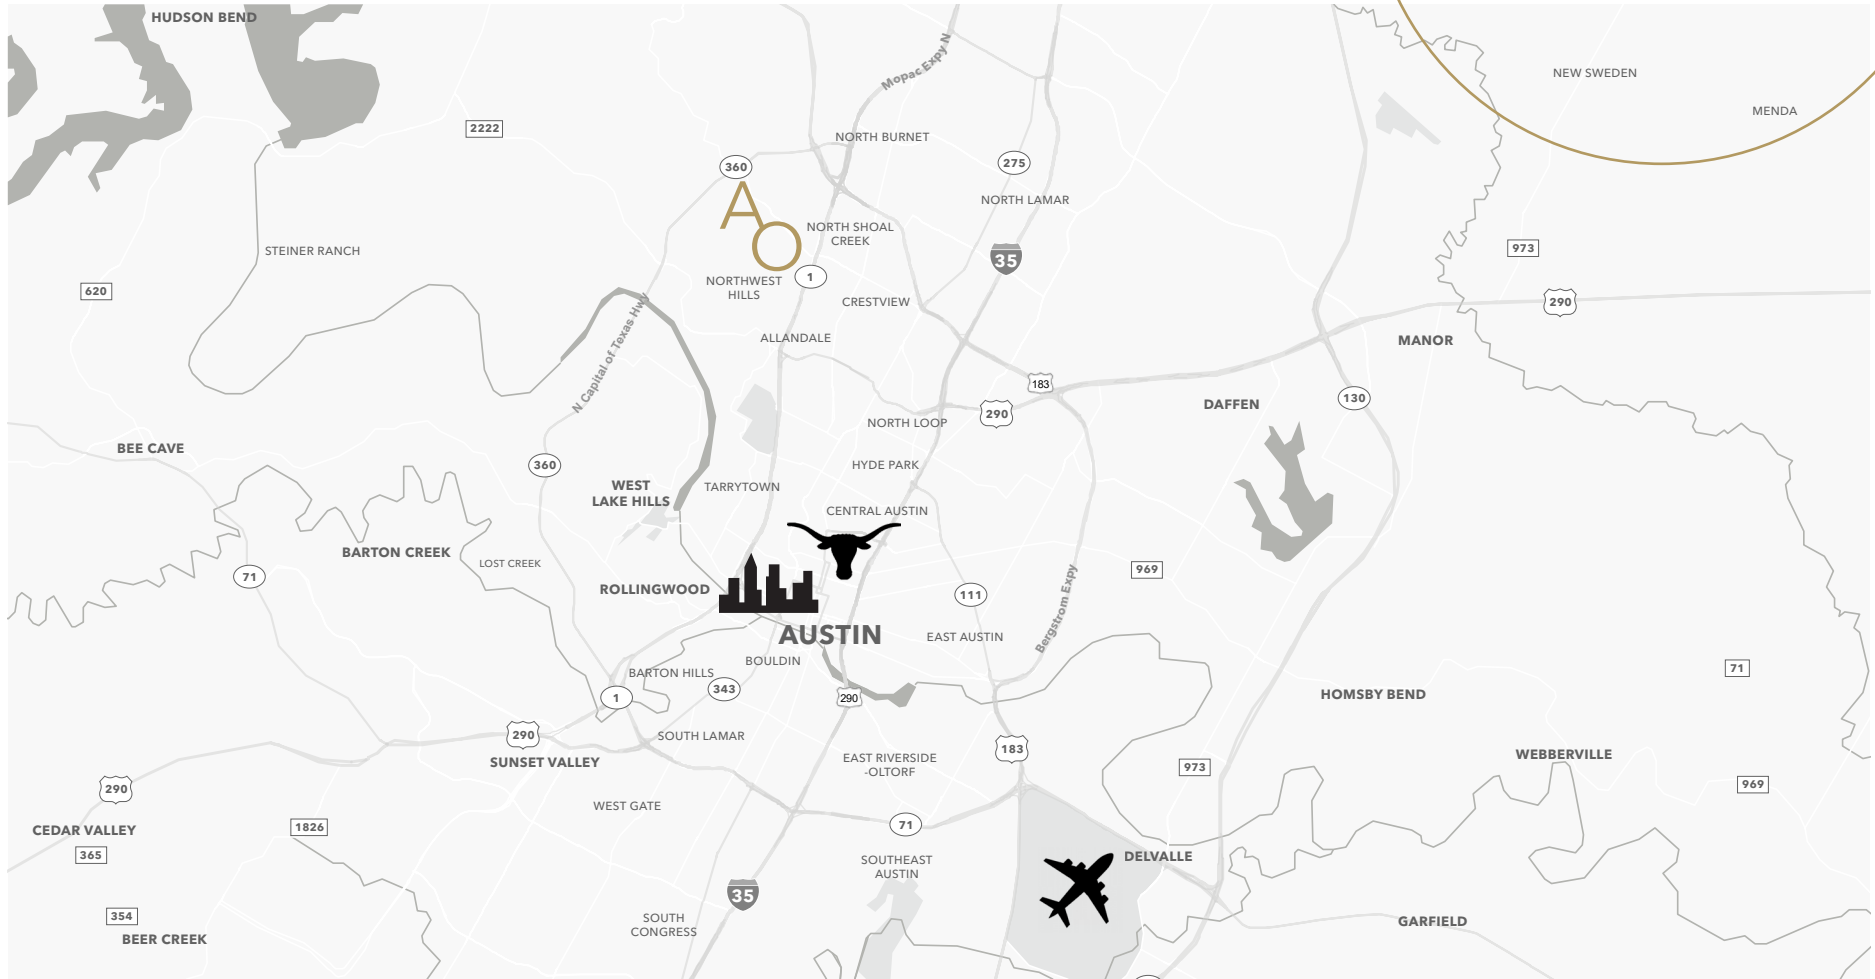 HUDSON BEND
Mopac Expy N
NEW SWEDEN
MENDA
2222
NORTH BURNET
360
275
A
O
NORTH LAMAR
NORTH SHOAL
CREEK
STEINER RANCH
973
35
620
NORTHWEST
HILLS
1
CRESTVIEW
290
N Capital of Texas Hwy
ALLANDALE
MANOR
183
130
DAFFEN
290
NORTH LOOP
BEE CAVE
360
HYDE PARK
WEST
LAKE HILLS
TARRYTOWN
CENTRAL AUSTIN
BARTON CREEK
LOST CREEK
71
969
ROLLINGWOOD
111
Bergstrom Expy
AUSTIN
EAST AUSTIN
BOULDIN
BARTON HILLS
71
343
1
290
HOMSBY BEND
290
SOUTH LAMAR
183
SUNSET VALLEY
EAST RIVERSIDE
-OLTORF
WEBBERVILLE
973
969
290
WEST GATE
CEDAR VALLEY
1826
71
365
DELVALLE
SOUTHEAST
AUSTIN
35
354
SOUTH
CONGRESS
GARFIELD
BEER CREEK